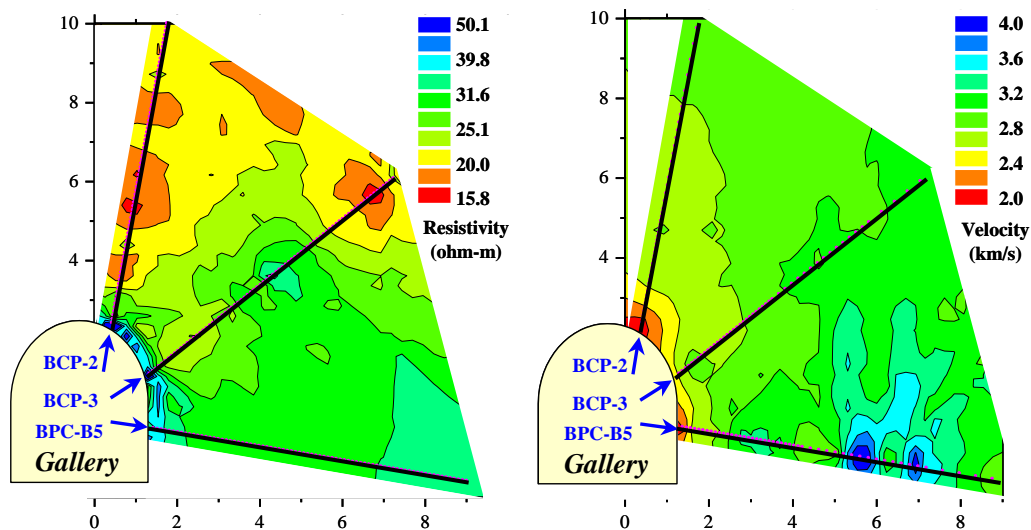 10
8
6
4
0
2
4
6
8
50.1
39.8
31.6
25.1
20.0
15.8
Resistivity
(ohm-m)
BCP-2
BCP-3
BPC-B5
Gallery
10
8
6
4
0
2
4
6
8
4.0
3.6
3.2
2.8
2.4
2.0
Velocity
(km/s)
BCP-2
BCP-3
BPC-B5
Gallery